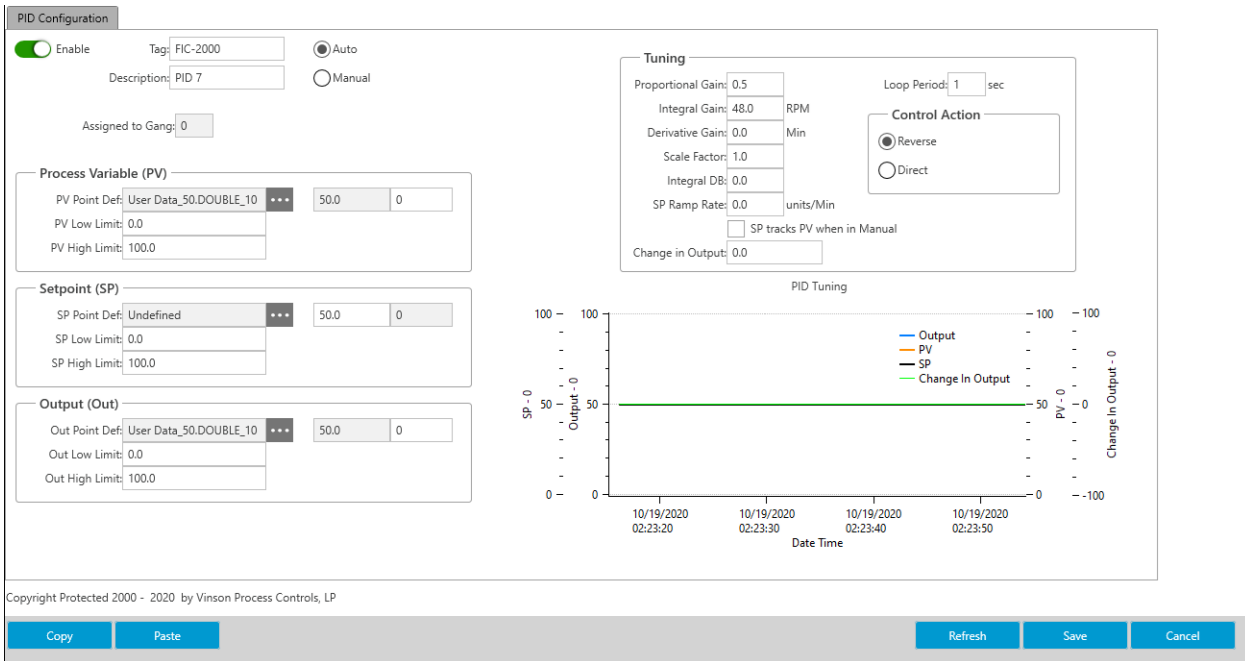 PID Configuration
Enable
Tag: FIC-2000
Auto
Description: PID 7
Manual
Assigned to Gang: 0
Process Variable (PV)
PV Point Def: User Data_50.DOUBLE_10 ... 50.0 0
PV Low Limit: 0.0
PV High Limit: 100.0
Setpoint (SP)
SP Point Def: Undefined ... 50.0 0
SP Low Limit: 0.0
SP High Limit: 100.0
Output (Out)
Out Point Def: User Data_50.DOUBLE_10 ... 50.0 0
Out Low Limit: 0.0
Out High Limit: 100.0
Tuning
Proportional Gain: 0.5
Integral Gain: 48.0 RPM
Derivative Gain: 0.0 Min
Scale Factor: 1.0
Integral DB: 0.0
SP Ramp Rate: 0.0 units/Min
SP tracks PV when in Manual
Change in Output: 0.0
Loop Period: 1 sec
Control Action
Reverse
Direct
PID Tuning
100 100 100 100
Output
PV
SP
Change In Output
SP - 0
Output - 0
PV - 0
Change In Output - 0
50 50 50 0
0 0 0 -100
10/19/2020 10/19/2020 10/19/2020 10/19/2020
02:23:20 02:23:30 02:23:40 02:23:50
Date Time
Copyright Protected 2000 - 2020 by Vinson Process Controls, LP
Copy Paste Refresh Save Cancel